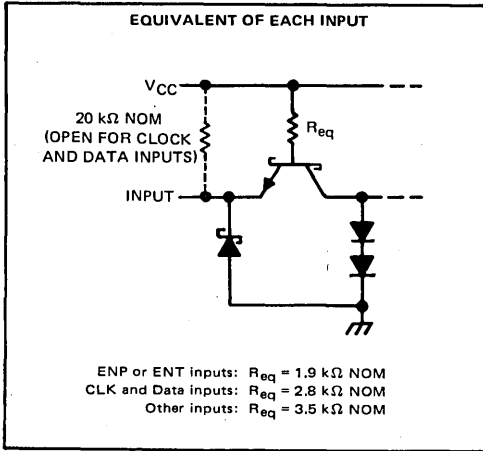 EQUIVALENT OF EACH INPUT
VCC
20 kΩ NOM
(OPEN FOR CLOCK
AND DATA INPUTS)
Req
INPUT
ENP or ENT inputs: Req = 1.9 kΩ NOM
CLK and Data inputs: Req = 2.8 kΩ NOM
Other inputs: Req = 3.5 kΩ NOM